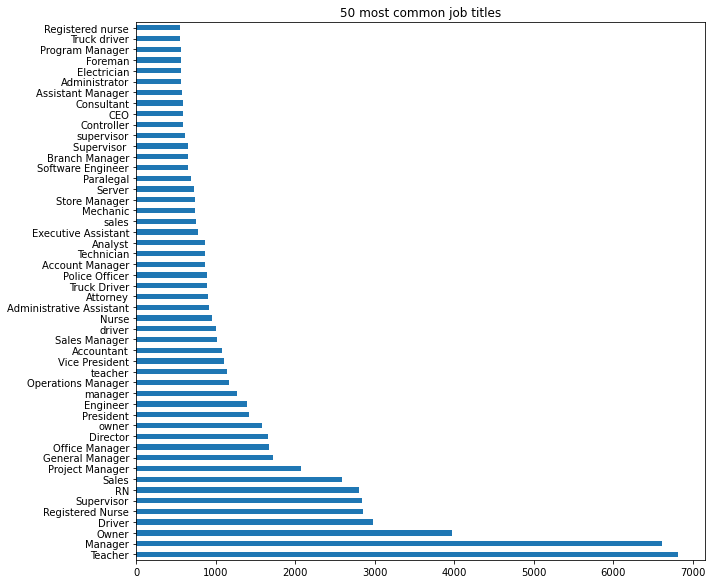 50 most common job titles
Registered nurse
Truck driver
Program Manager
Foreman
Electrician
Administrator
Assistant Manager
Consultant
CEO
Controller
supervisor
Supervisor
Branch Manager
Software Engineer
Paralegal
Server
Store Manager
Mechanic
sales
Executive Assistant
Analyst
Technician
Account Manager
Police Officer
Truck Driver
Attorney
Administrative Assistant
Nurse
driver
Sales Manager
Accountant
Vice President
teacher
Operations Manager
manager
Engineer
President
owner
Director
Office Manager
General Manager
Project Manager
Sales
RN
Supervisor
Registered Nurse
Driver
Owner
Manager
Teacher
0 1000 2000 3000 4000 5000 6000 7000